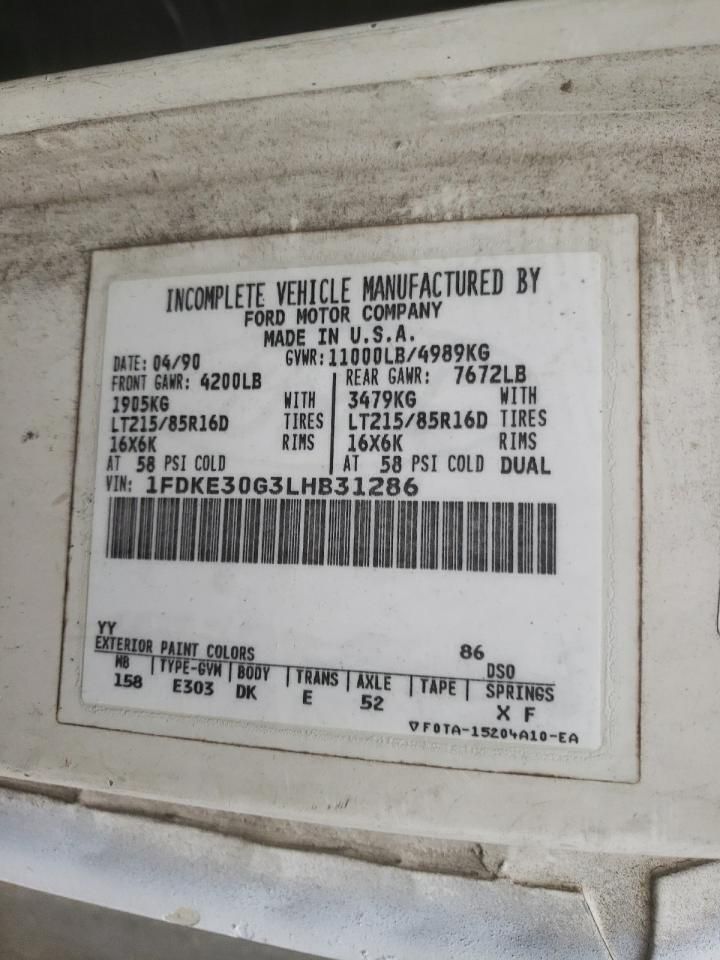 INCOMPLETE VEHICLE MANUFACTURED BY
FORD MOTOR COMPANY
MADE IN U.S.A.
DATE: 04/90 GVWR: 11000LB/4989KG
FRONT GAWR: 4200LB REAR GAWR: 7672LB
1905KG WITH 3479KG WITH
LT215/85R16D TIRES LT215/85R16D TIRES
16X6K RIMS 16X6K RIMS
AT 58 PSI COLD AT 58 PSI COLD DUAL
VIN: 1FDKE30G3LHB31286
YY 86
EXTERIOR PAINT COLORS DSO
WB TYPE-GVW BODY TRANS AXLE TAPE SPRINGS
158 E303 DK E 52 X F
▽F0TA-15204A10-EA